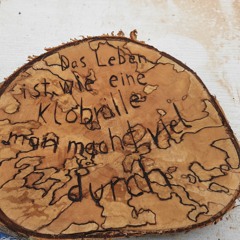 Das Leben
ist wie eine
Klorolle
man macht viel
durch